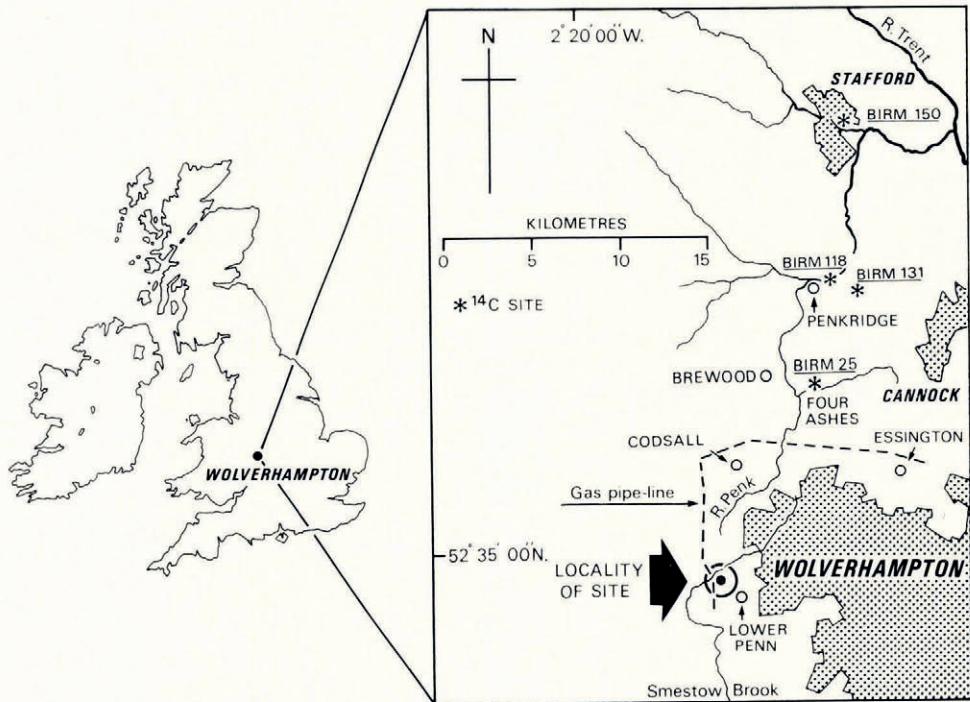 WOLVERHAMPTON
N
2° 20' 00" W.
R. Trent
STAFFORD
BIRM 150
KILOMETRES
0 5 10 15
* ¹⁴C SITE
BIRM 118
BIRM 131
PENKRIDGE
BREWOOD
BIRM 25
FOUR
ASHES
CANNOCK
CODSALL
ESSINGTON
R. Penk
Gas pipe-line
52° 35' 00" N.
LOCALITY
OF SITE
WOLVERHAMPTON
LOWER
PENN
Smestow Brook